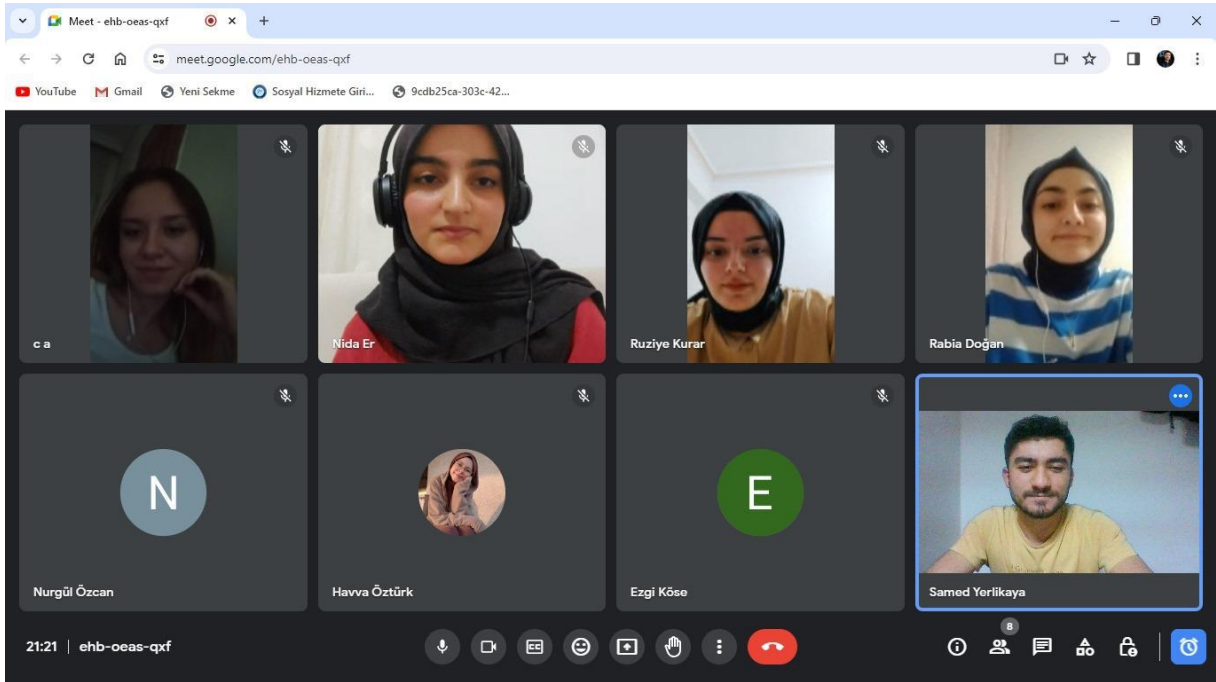 Meet - ehb-oeas-qxf
meet.google.com/ehb-oeas-qxf
YouTube Gmail Yeni Sekme Sosyal Hizmete Giri... 9cdb25ca-303c-42...
c a
Nida Er
Ruziye Kurar
Rabia Doğan
N
E
Nurgül Özcan
Havva Öztürk
Ezgi Köse
Samed Yerlikaya
8
21:21 | ehb-oeas-qxf
CC